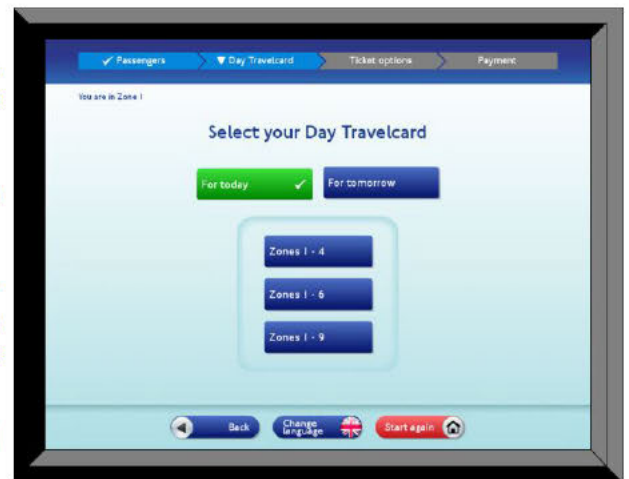 ✓ Passengers ▼ Day Travelcard Ticket options Payment
You are in Zone 1
Select your Day Travelcard
For today ✓ For tomorrow
Zones 1 - 4
Zones 1 - 6
Zones 1 - 9
Back Change language Start again